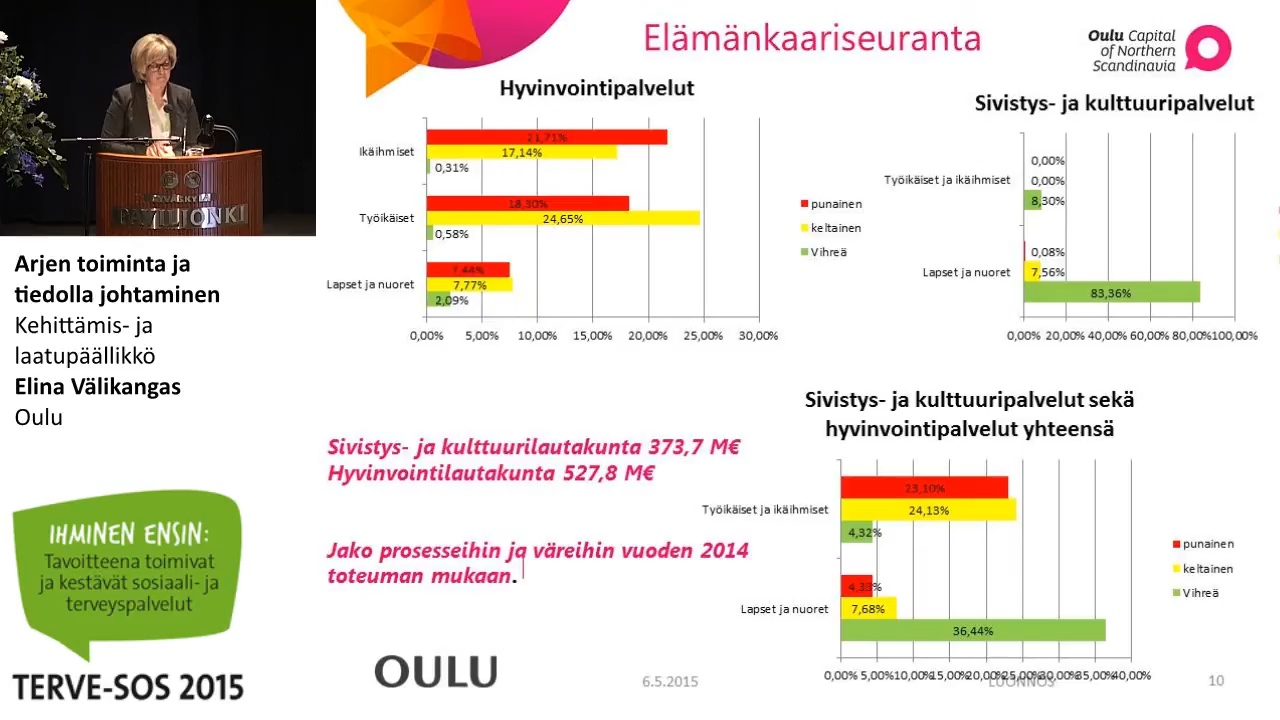 PAVILJONKI
Arjen toiminta ja
tiedolla johtaminen
Kehittämis- ja
laatupäällikkö
Elina Välikangas
Oulu
IHMINEN ENSIN:
Tavoitteena toimivat
ja kestävät sosiaali- ja
terveyspalvelut
TERVE-SOS 2015
Elämänkaariseuranta
Oulu Capital
of Northern
Scandinavia
Hyvinvointipalvelut
Ikäihmiset
21,71%
17,14%
0,31%
Työikäiset
18,30%
24,65%
0,58%
Lapset ja nuoret
7,44%
7,77%
2,09%
0,00% 5,00% 10,00% 15,00% 20,00% 25,00% 30,00%
punainen
keltainen
Vihreä
Sivistys- ja kulttuuripalvelut
Työikäiset ja ikäihmiset
0,00%
0,00%
8,30%
Lapset ja nuoret
0,08%
7,56%
83,36%
0,00% 20,00% 40,00% 60,00% 80,00% 100,00%
Sivistys- ja kulttuurilautakunta 373,7 M€
Hyvinvointilautakunta 527,8 M€
Jako prosesseihin ja väreihin vuoden 2014
toteuman mukaan.
Sivistys- ja kulttuuripalvelut sekä
hyvinvointipalvelut yhteensä
Työikäiset ja ikäihmiset
23,10%
24,13%
4,32%
Lapset ja nuoret
4,33%
7,68%
36,44%
0,00% 5,00% 10,00% 15,00% 20,00% 25,00% 30,00% 35,00% 40,00%
punainen
keltainen
Vihreä
OULU
6.5.2015
LUONNOS
10